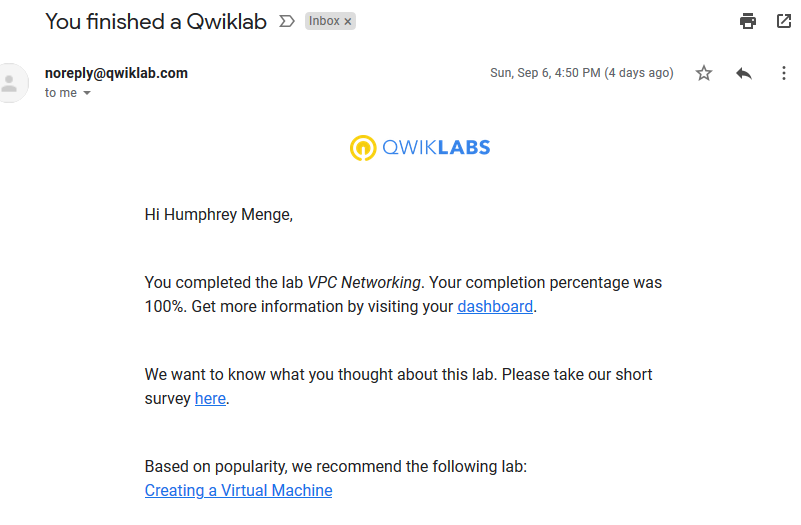 You finished a Qwiklab Inbox x
noreply@qwiklab.com Sun, Sep 6, 4:50 PM (4 days ago)
to me
QWIKLABS
Hi Humphrey Menge,
You completed the lab VPC Networking. Your completion percentage was
100%. Get more information by visiting your dashboard.
We want to know what you thought about this lab. Please take our short
survey here.
Based on popularity, we recommend the following lab:
Creating a Virtual Machine